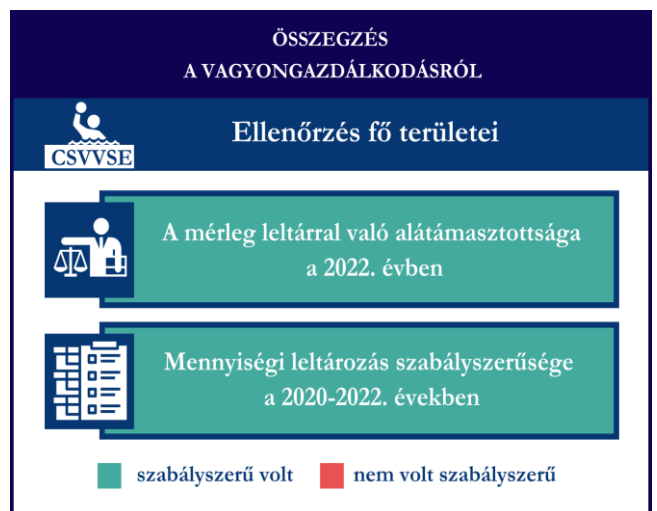 ÖSSZEGZÉS
A VAGYONGAZDÁLKODÁSRÓL
CSVVSE
Ellenőrzés fő területei
A mérleg leltárral való alátámasztottsága
a 2022. évben
Mennyiségi leltározás szabályszerűsége
a 2020-2022. években
szabályszerű volt
nem volt szabályszerű